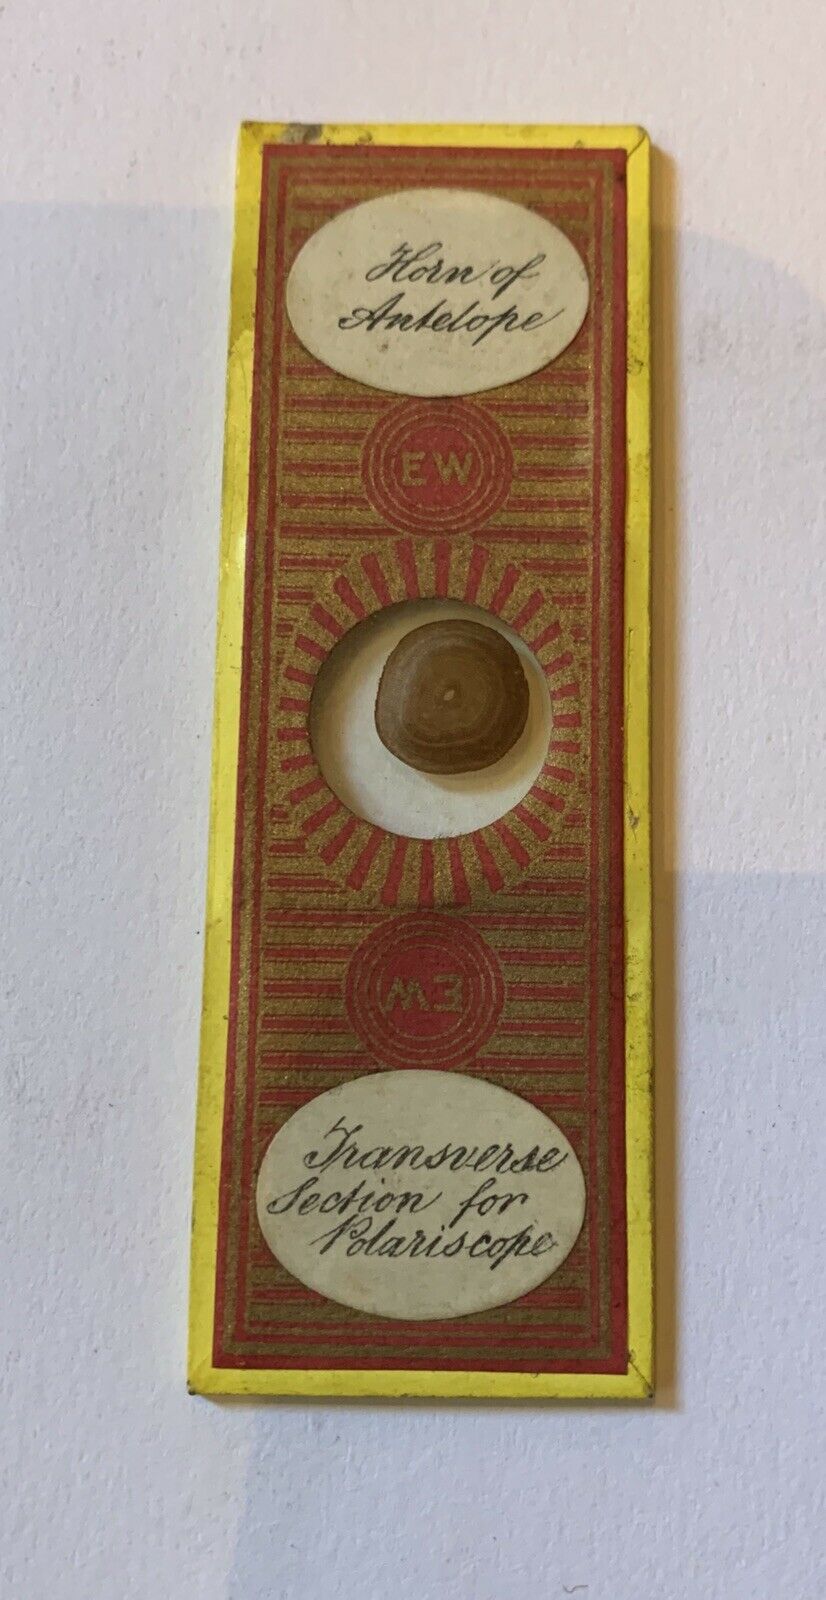 Horn of
Antelope
EW
EW
Transverse
Section for
Polariscope